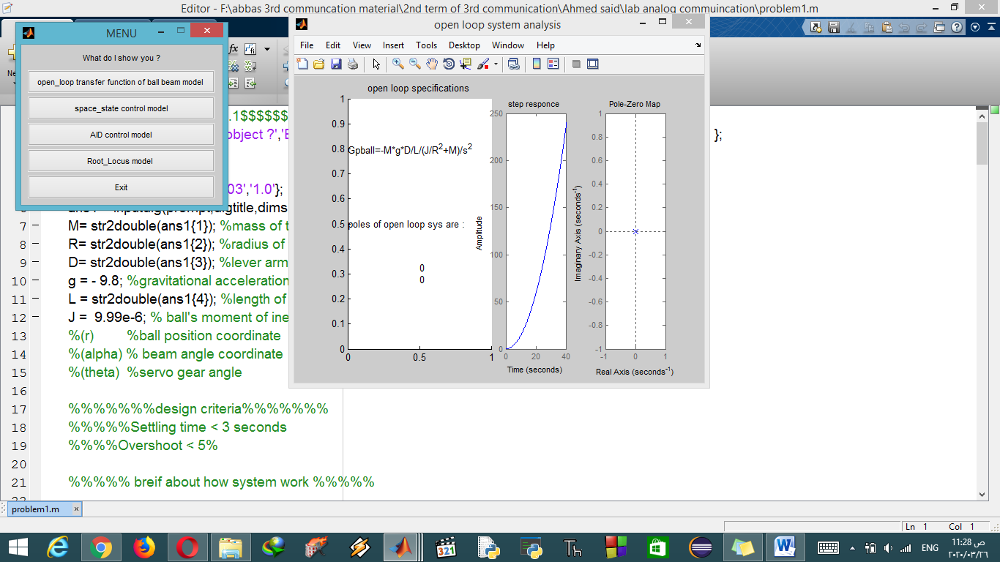 Editor - F:\abbas 3rd communcation material\2nd term of 3rd communication\Ahmed said\lab analog commuincation\problem1.m
MENU
What do I show you ?
open_loop transfer function of ball beam model
space_state control model
AID control model
Root_Locus model
Exit
open loop system analysis
File Edit View Insert Tools Desktop Window Help
open loop specifications
1
0.9
0.8
0.7
0.6
0.5
0.4
0.3
0.2
0.1
0
0 0.5 1
Gpball=-M*g*D/L/(J/R^2+M)/s^2
poles of open loop sys are :
0
0
step responce
250
200
150
100
50
0
0 20 40
Amplitude
Time (seconds)
Pole-Zero Map
1
0.8
0.6
0.4
0.2
0
-0.2
-0.4
-0.6
-0.8
-1
-1 0 1
Imaginary Axis (seconds^-1)
Real Axis (seconds^-1)
Ne
fx
.1$$$$$$
object ?','E
};
03','1.0'};
7 M= str2double(ans1{1}); %mass of t
8 R= str2double(ans1{2}); %radius of
9 D= str2double(ans1{3}); %lever arm
10 g = - 9.8; %gravitational acceleration
11 L = str2double(ans1{4}); %length of
12 J = 9.99e-6; % ball's moment of ine
13 %(r) %ball position coordinate
14 %(alpha) % beam angle coordinate
15 %(theta) %servo gear angle
16
17 %%%%%%%design criteria%%%%%%%
18 %%%%%Settling time < 3 seconds
19 %%%%Overshoot < 5%
20
21 %%%%% breif about how system work %%%%%
problem1.m
Ln 1 Col 1
321
Th
ENG
11:28 ص
٢٠٢٠/٠٣/٢٦